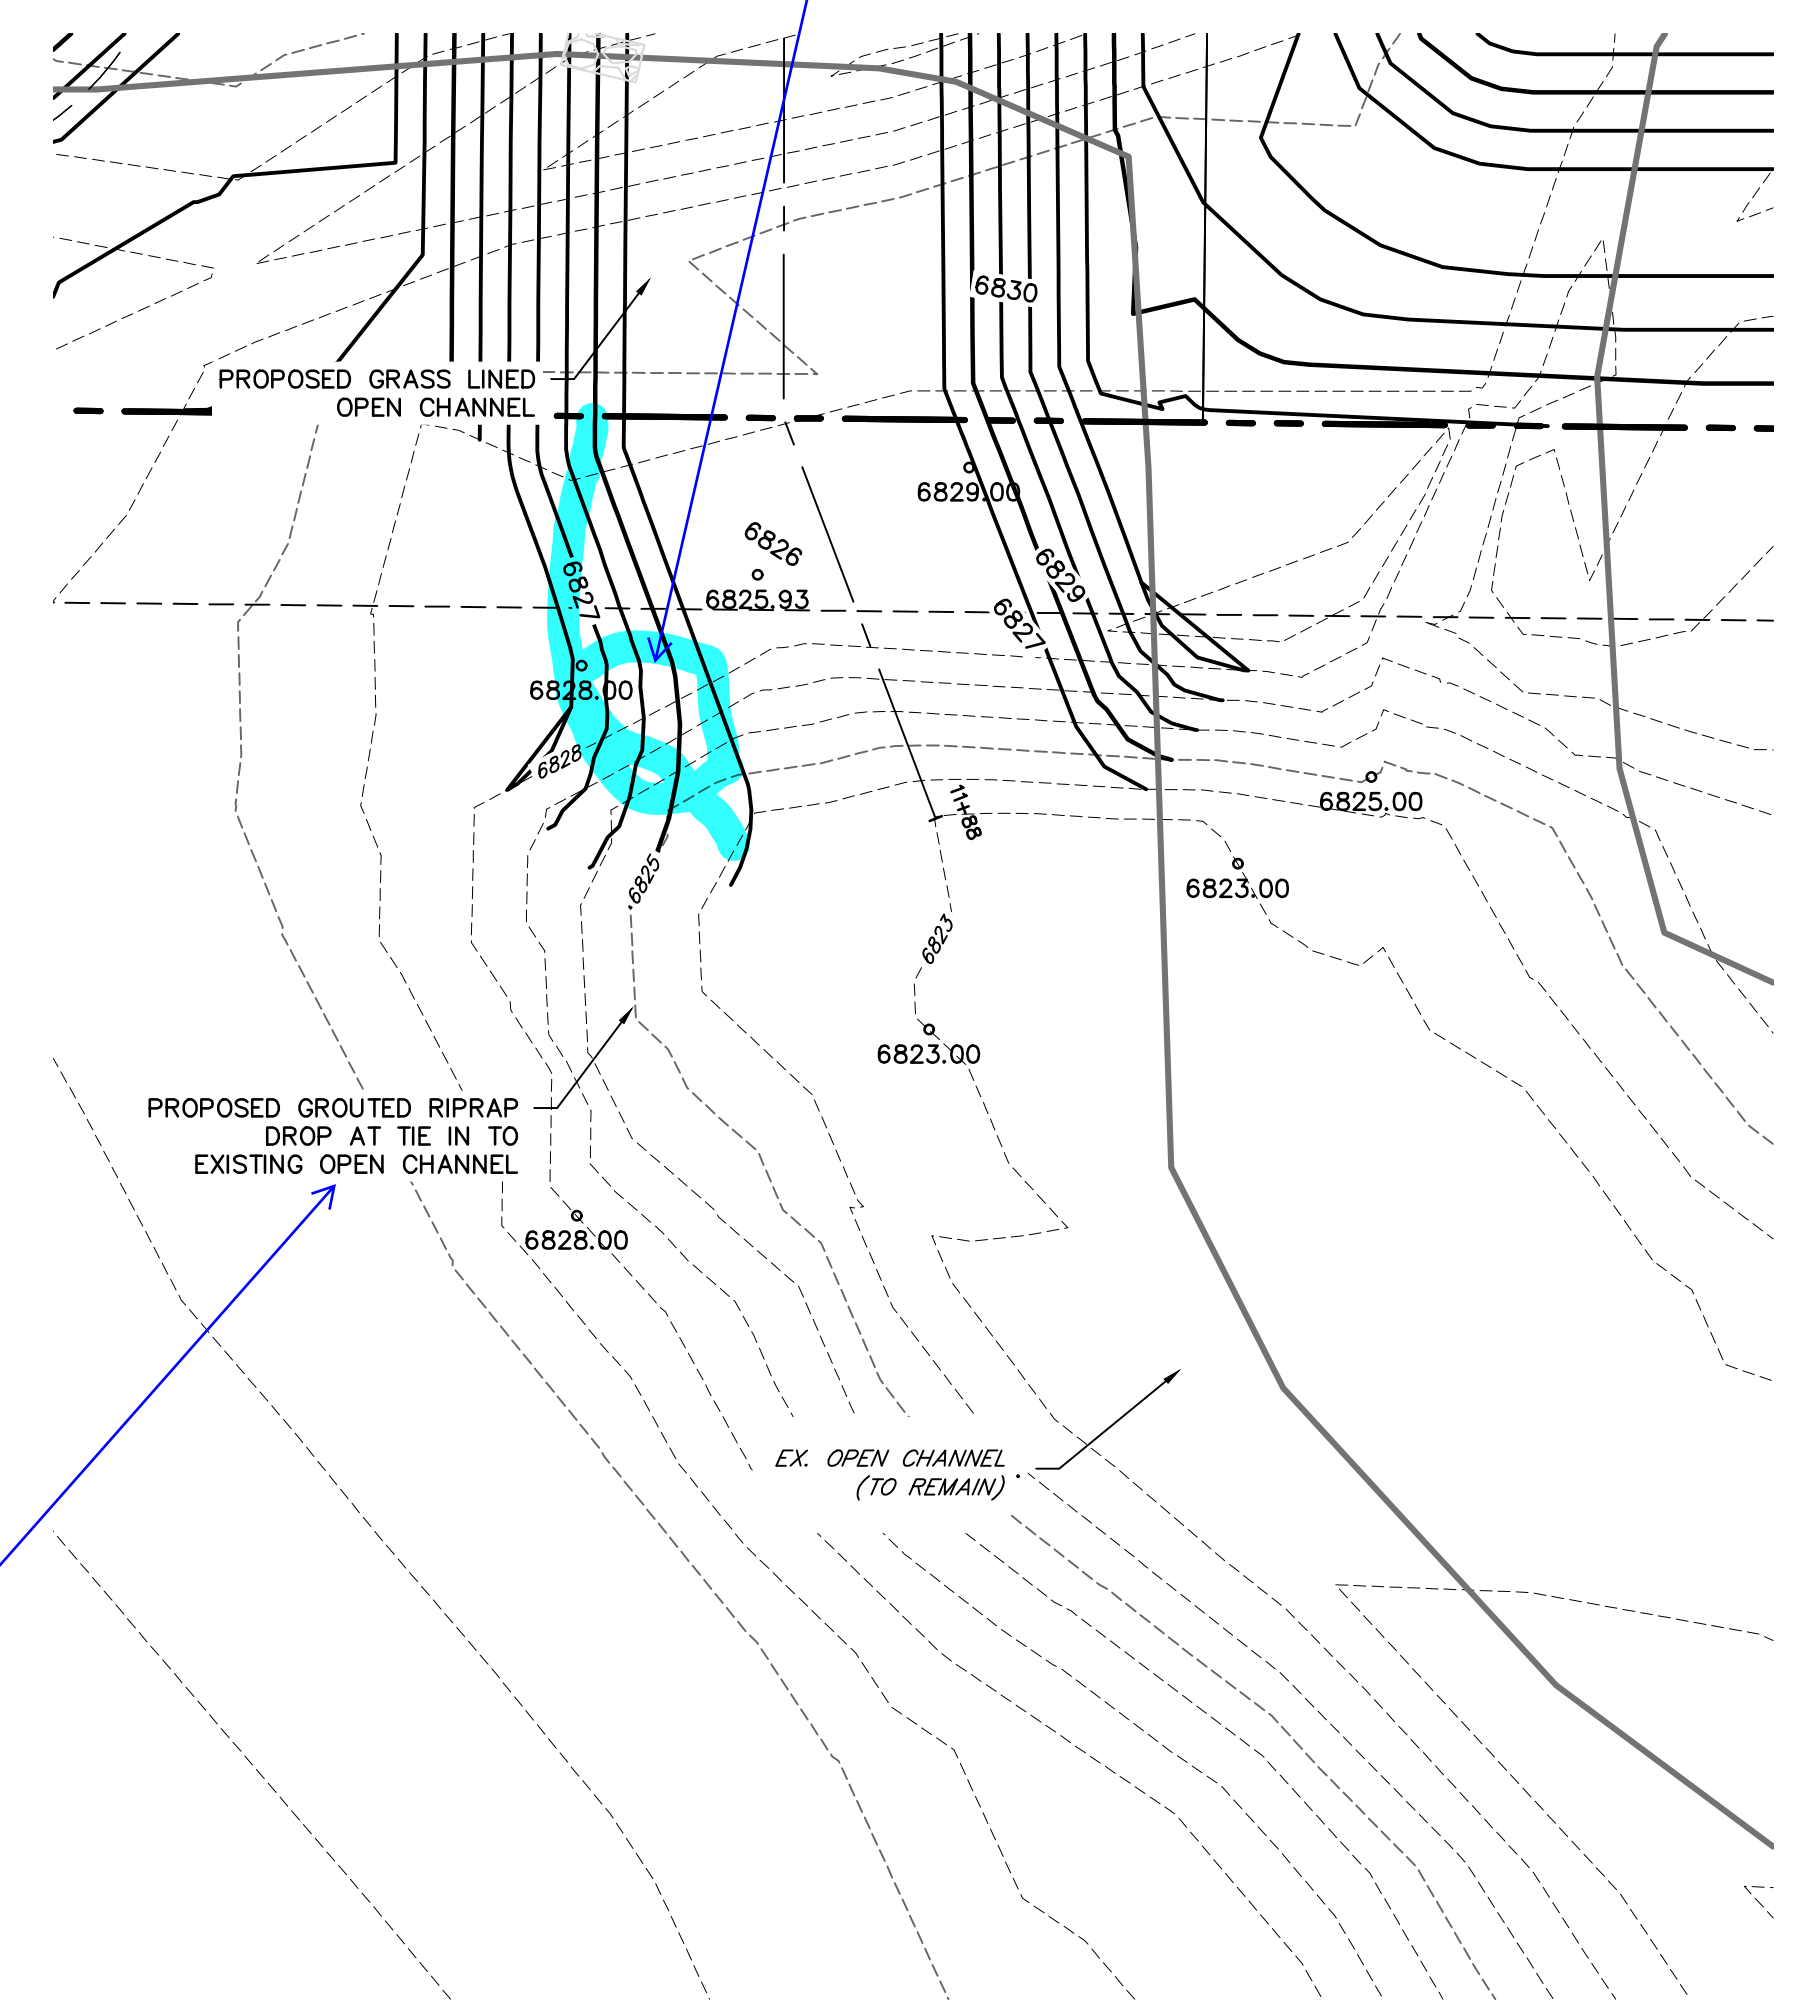 6830
PROPOSED GRASS LINED
OPEN CHANNEL
6829.00
6826
6825.93
6827
6829
6827
6828.00
6828
6825.00
11+88
6823.00
6825
6823
6823.00
PROPOSED GROUTED RIPRAP
DROP AT TIE IN TO
EXISTING OPEN CHANNEL
6828.00
EX. OPEN CHANNEL
(TO REMAIN)